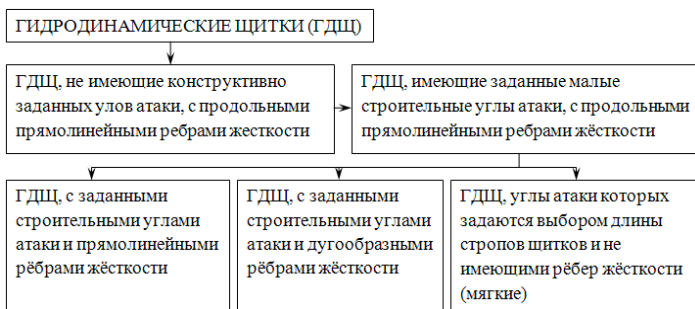 ГИДРОДИНАМИЧЕСКИЕ ЩИТКИ (ГДЩ)
ГДЩ, не имеющие конструктивно
заданных улов атаки, с продольными
прямолинейными ребрами жесткости
ГДЩ, имеющие заданные малые
строительные углы атаки, с продольными
прямолинейными ребрами жёсткости
ГДЩ, с заданными
строительными углами
атаки и прямолинейными
рёбрами жёсткости
ГДЩ, с заданными
строительными углами
атаки и дугообразными
рёбрами жёсткости
ГДЩ, углы атаки которых
задаются выбором длины
стропов щитков и не
имеющими рёбер жёсткости
(мягкие)